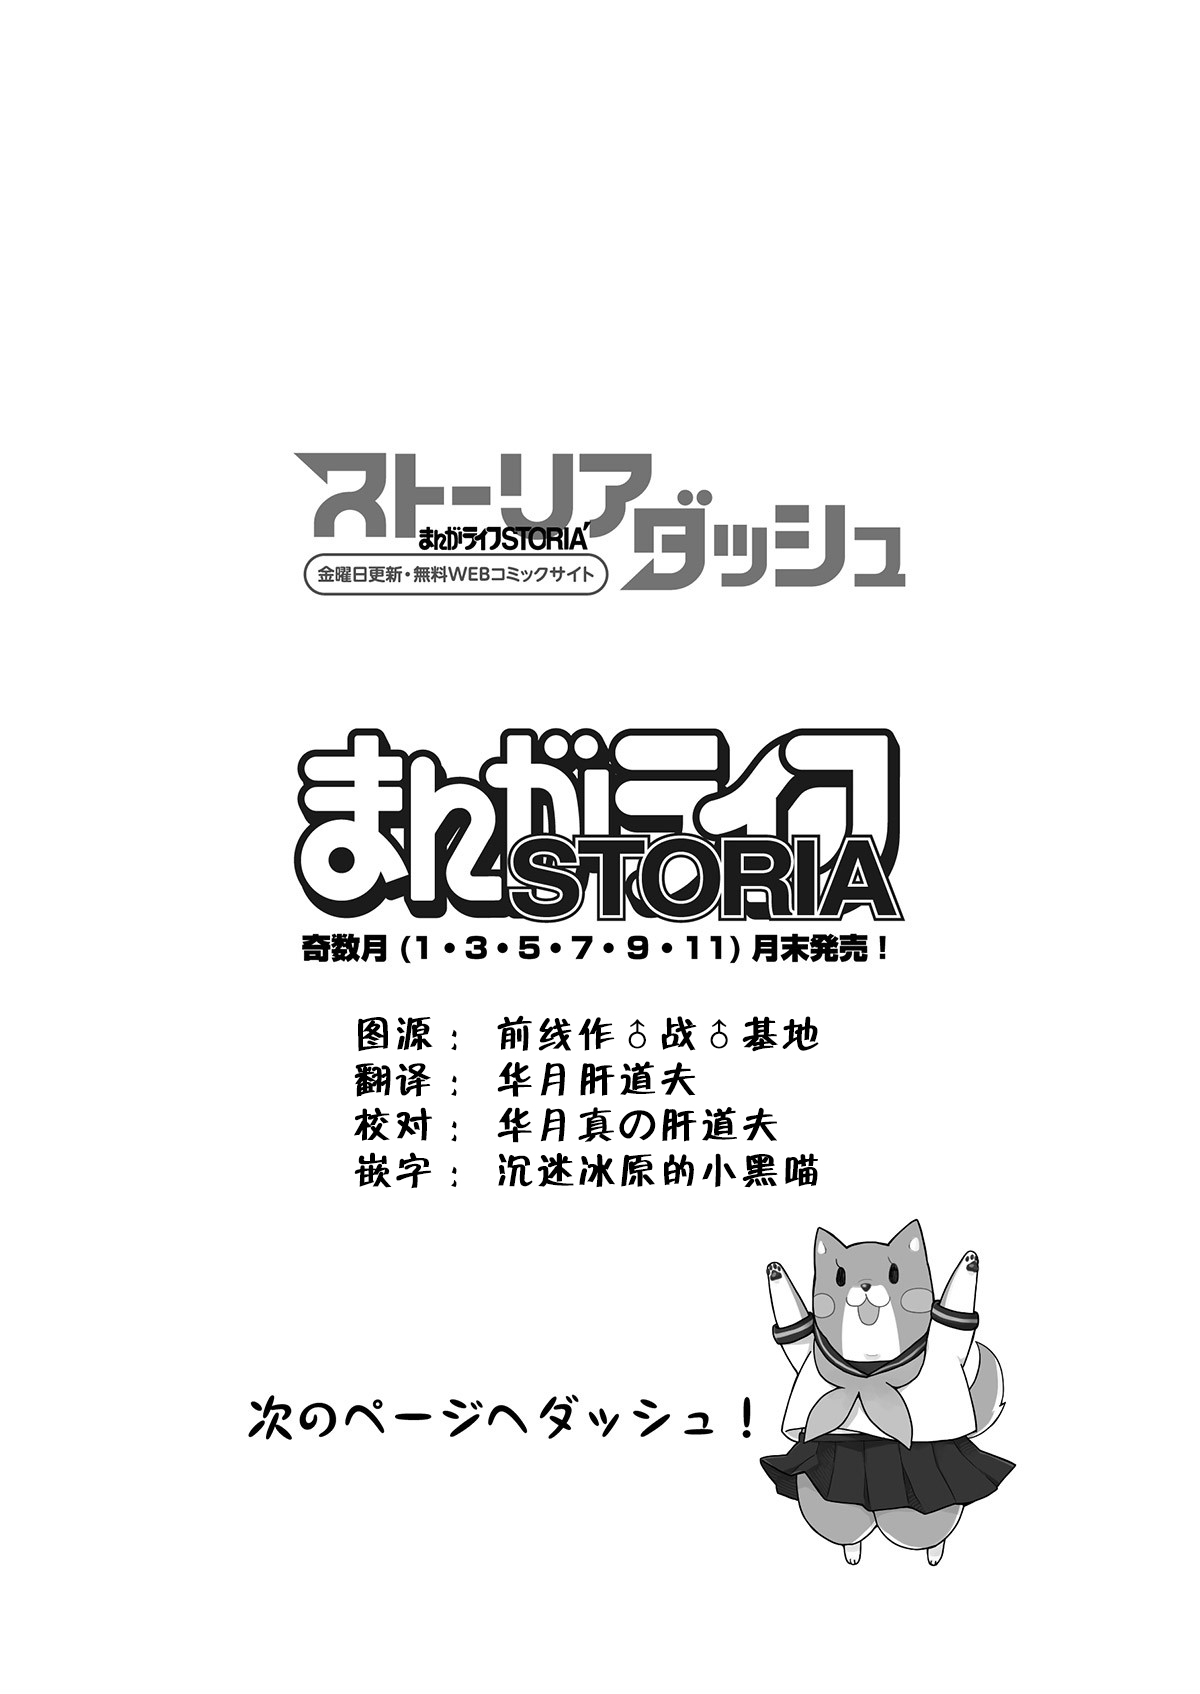 ストーリア
まんがライフSTORIA
ダッシュ
金曜日更新・無料WEBコミックサイト
まんがライフ
STORIA
奇数月 (1・3・5・7・9・11) 月末発売！
图源： 前线作♂战♂基地
翻译： 华月肝道夫
校对： 华月真の肝道夫
嵌字： 沉迷冰原的小黑喵
次のページへダッシュ！